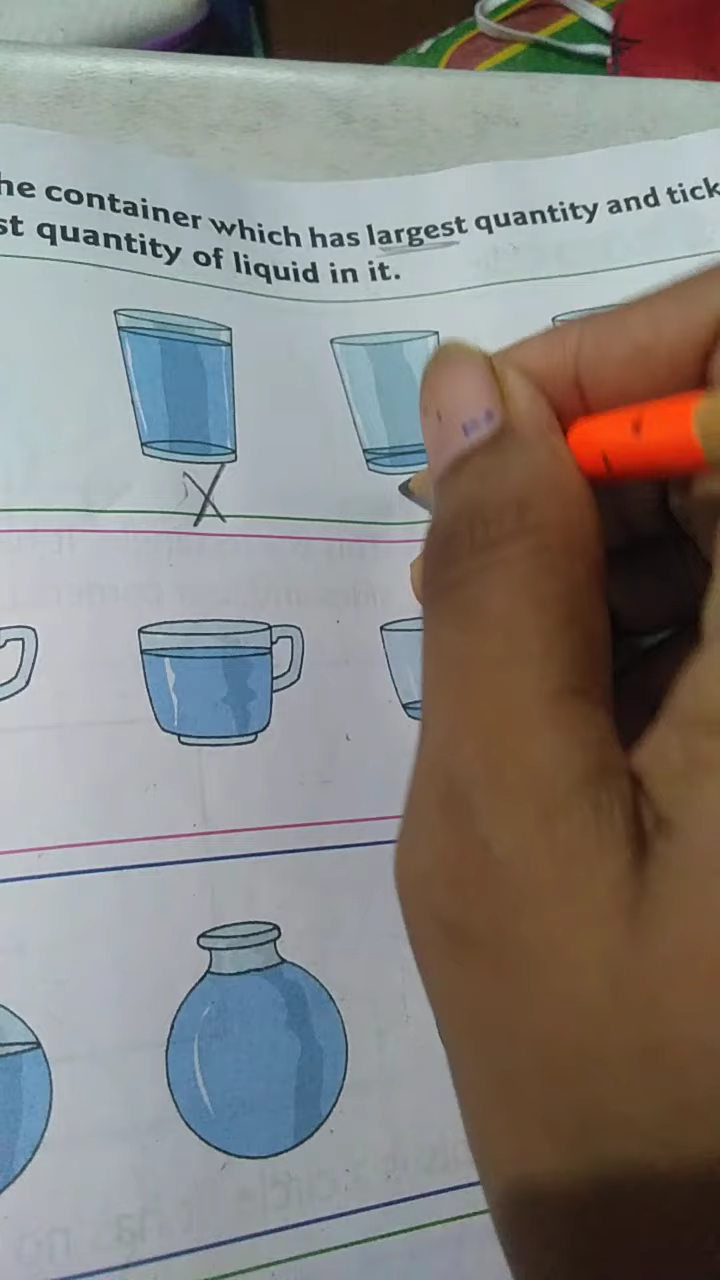 he container which has largest quantity and tick
st quantity of liquid in it.
X